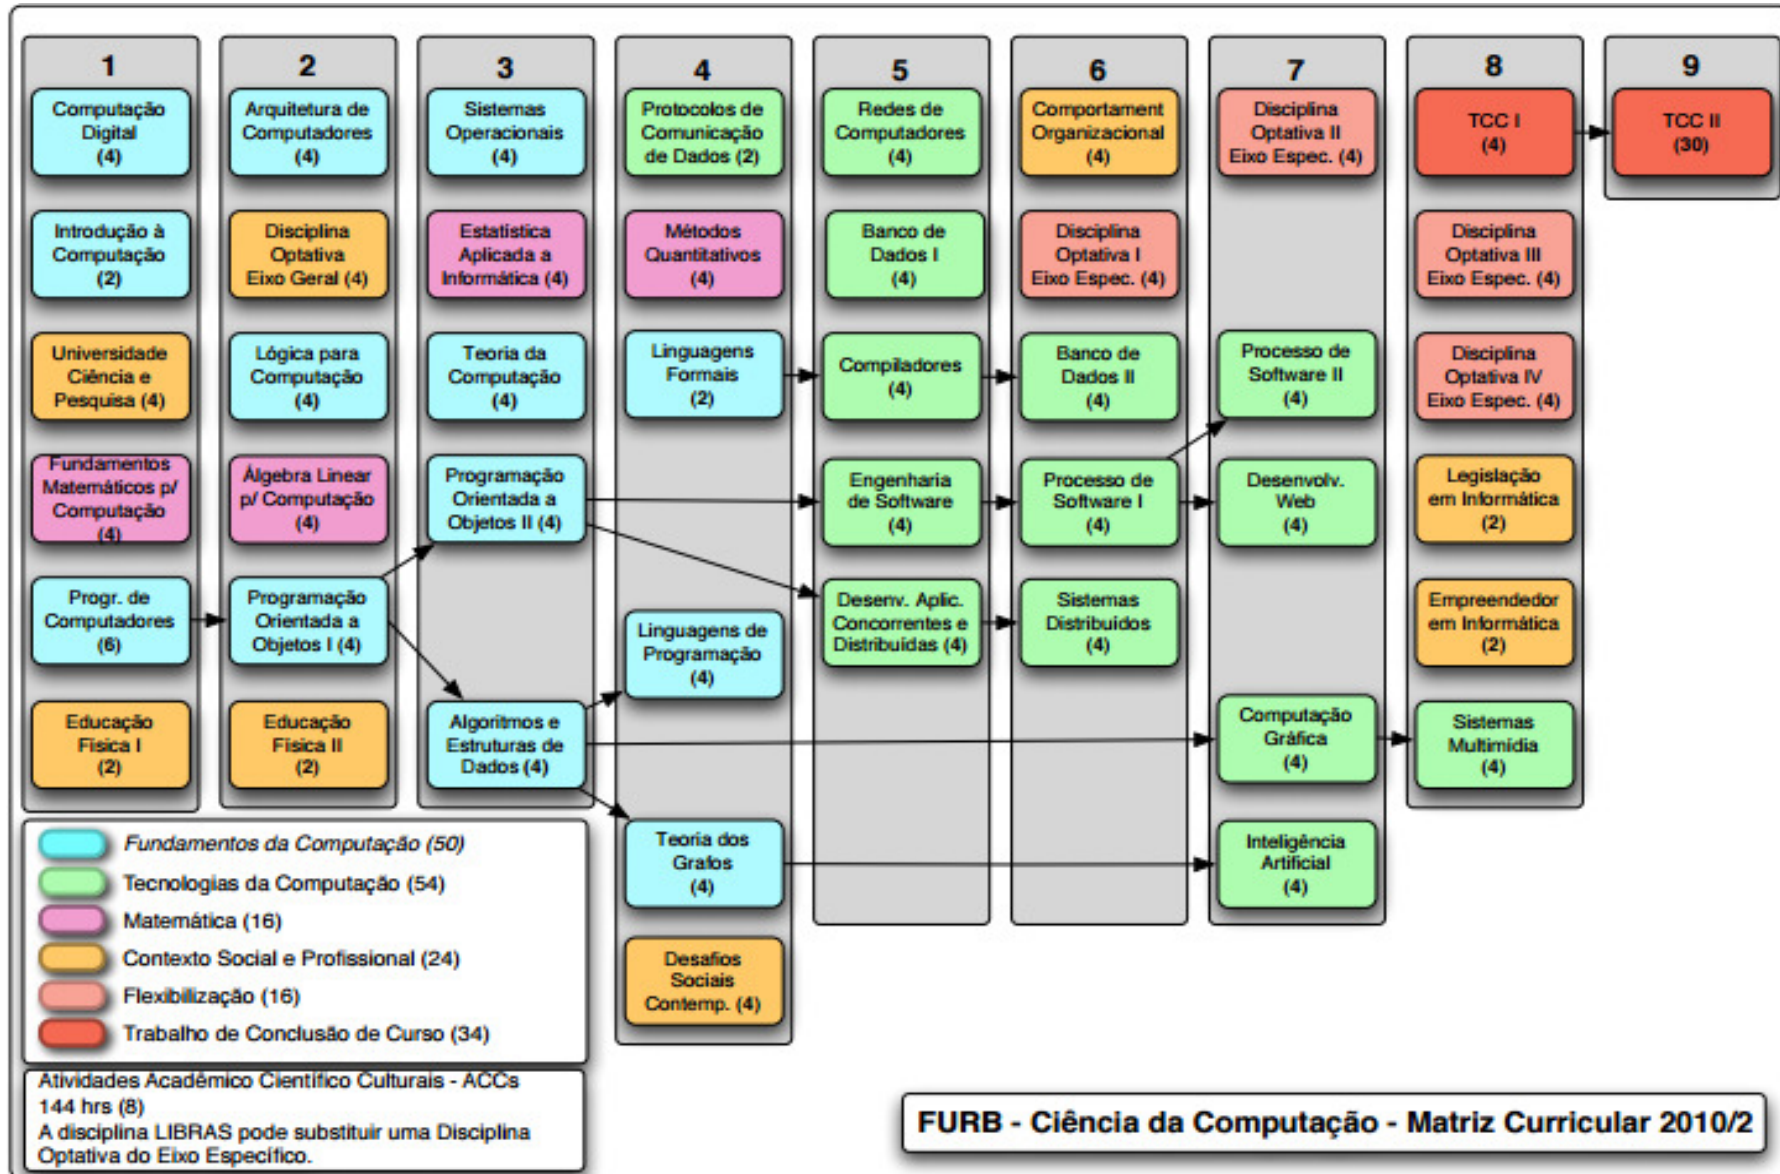 1
Computação
Digital
(4)
Introdução à
Computação
(2)
Universidade
Ciência e
Pesquisa (4)
Fundamentos
Matemáticos p/
Computação
(4)
Progr. de
Computadores
(6)
Educação
Física I
(2)
2
Arquitetura de
Computadores
(4)
Disciplina
Optativa
Eixo Geral (4)
Lógica para
Computação
(4)
Álgebra Linear
p/ Computação
(4)
Programação
Orientada a
Objetos I (4)
Educação
Física II
(2)
3
Sistemas
Operacionais
(4)
Estatística
Aplicada a
Informática (4)
Teoria da
Computação
(4)
Programação
Orientada a
Objetos II (4)
Algoritmos e
Estruturas de
Dados (4)
4
Protocolos de
Comunicação
de Dados (2)
Métodos
Quantitativos
(4)
Linguagens
Formais
(2)
Linguagens de
Programação
(4)
Teoria dos
Grafos
(4)
Desafios
Sociais
Contemp. (4)
5
Redes de
Computadores
(4)
Banco de
Dados I
(4)
Compiladores
(4)
Engenharia
de Software
(4)
Desenv. Aplic.
Concorrentes e
Distribuídas (4)
6
Comportament
Organizacional
(4)
Disciplina
Optativa I
Eixo Espec. (4)
Banco de
Dados II
(4)
Processo de
Software I
(4)
Sistemas
Distribuídos
(4)
7
Disciplina
Optativa II
Eixo Espec. (4)
Processo de
Software II
(4)
Desenvolv.
Web
(4)
Computação
Gráfica
(4)
Inteligência
Artificial
(4)
8
TCC I
(4)
Disciplina
Optativa III
Eixo Espec. (4)
Disciplina
Optativa IV
Eixo Espec. (4)
Legislação
em Informática
(2)
Empreendedor
em Informática
(2)
Sistemas
Multimídia
(4)
9
TCC II
(30)
Fundamentos da Computação (50)
Tecnologias da Computação (54)
Matemática (16)
Contexto Social e Profissional (24)
Flexibilização (16)
Trabalho de Conclusão de Curso (34)
Atividades Acadêmico Científico Culturais - ACCs
144 hrs (8)
A disciplina LIBRAS pode substituir uma Disciplina
Optativa do Eixo Específico.
FURB - Ciência da Computação - Matriz Curricular 2010/2